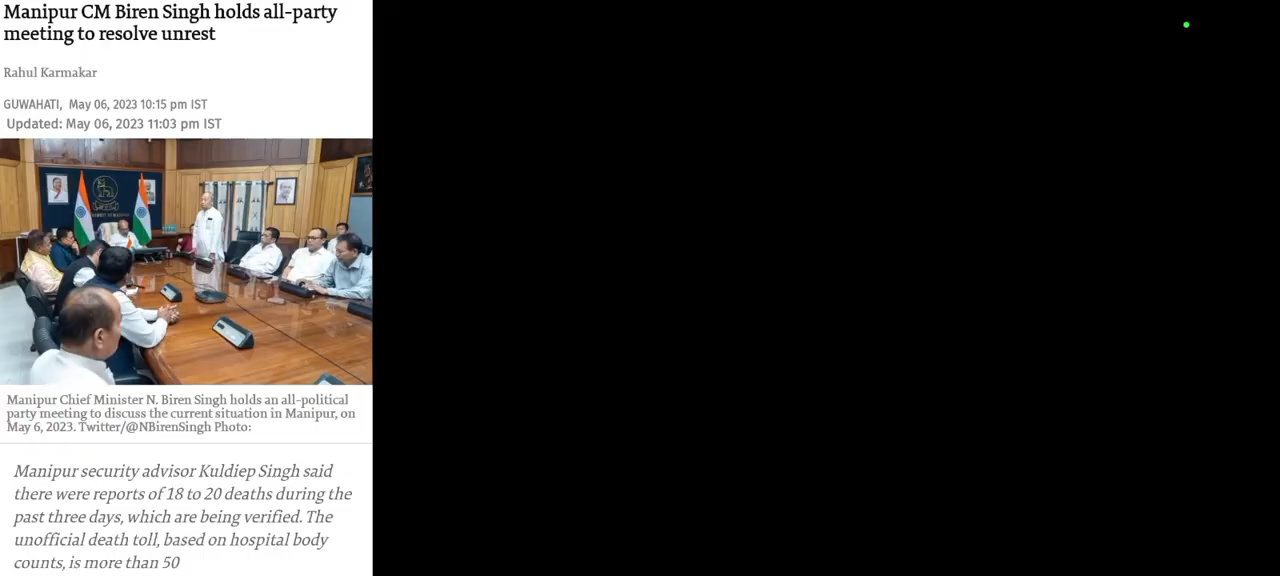 Manipur CM Biren Singh holds all-party
meeting to resolve unrest
Rahul Karmakar
GUWAHATI, May 06, 2023 10:15 pm IST
Updated: May 06, 2023 11:03 pm IST
Manipur Chief Minister N. Biren Singh holds an all-political
party meeting to discuss the current situation in Manipur, on
May 6, 2023. Twitter/@NBirenSingh Photo:
Manipur security advisor Kuldiep Singh said
there were reports of 18 to 20 deaths during the
past three days, which are being verified. The
unofficial death toll, based on hospital body
counts, is more than 50